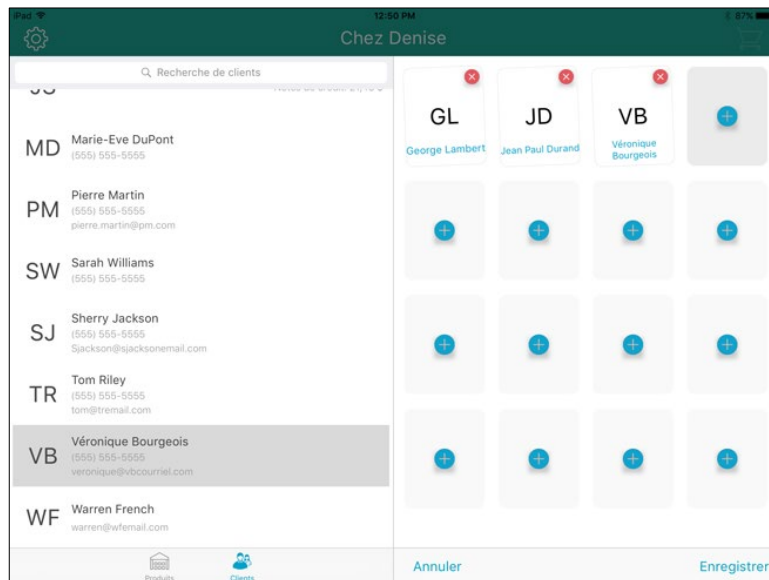 iPad
12:50 PM
67%
Chez Denise
Recherche de clients
MD
Marie-Eve DuPont
(555) 555-5555
PM
Pierre Martin
(555) 555-5555
pierre.martin@pm.com
SW
Sarah Williams
(555) 555-5555
SJ
Sherry Jackson
(555) 555-5555
Sjackson@sjacksonemail.com
TR
Tom Riley
(555) 555-5555
tom@tremail.com
VB
Véronique Bourgeois
(555) 555-5555
veronique@vbcourriel.com
WF
Warren French
warren@wfemail.com
Produits
Clients
GL
George Lambert
JD
Jean Paul Durand
VB
Véronique
Bourgeois
Annuler
Enregistrer